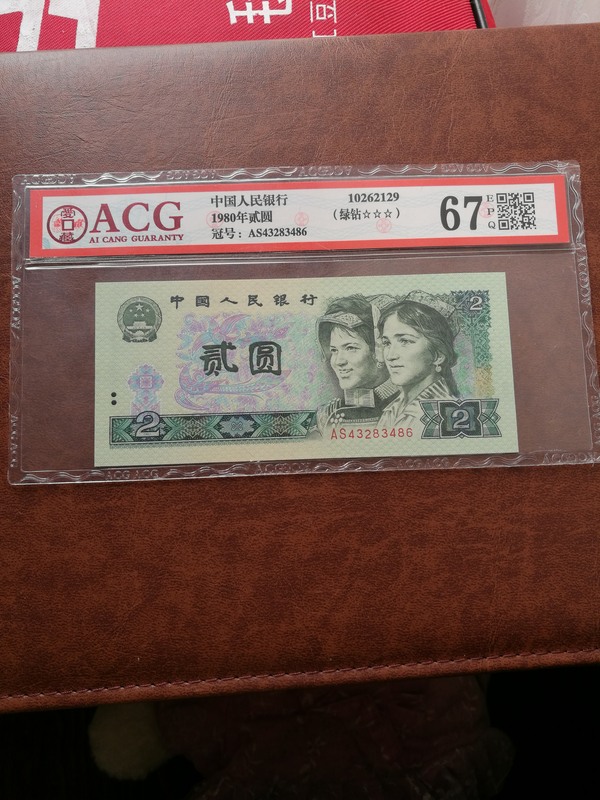 ACG
AI CANG GUARANTY
中国人民银行
1980年贰圆
冠号：AS43283486
10262129
（绿钻☆☆☆）
67
E
P
Q
中国人民银行
贰圆
2
2
2
AS43283486